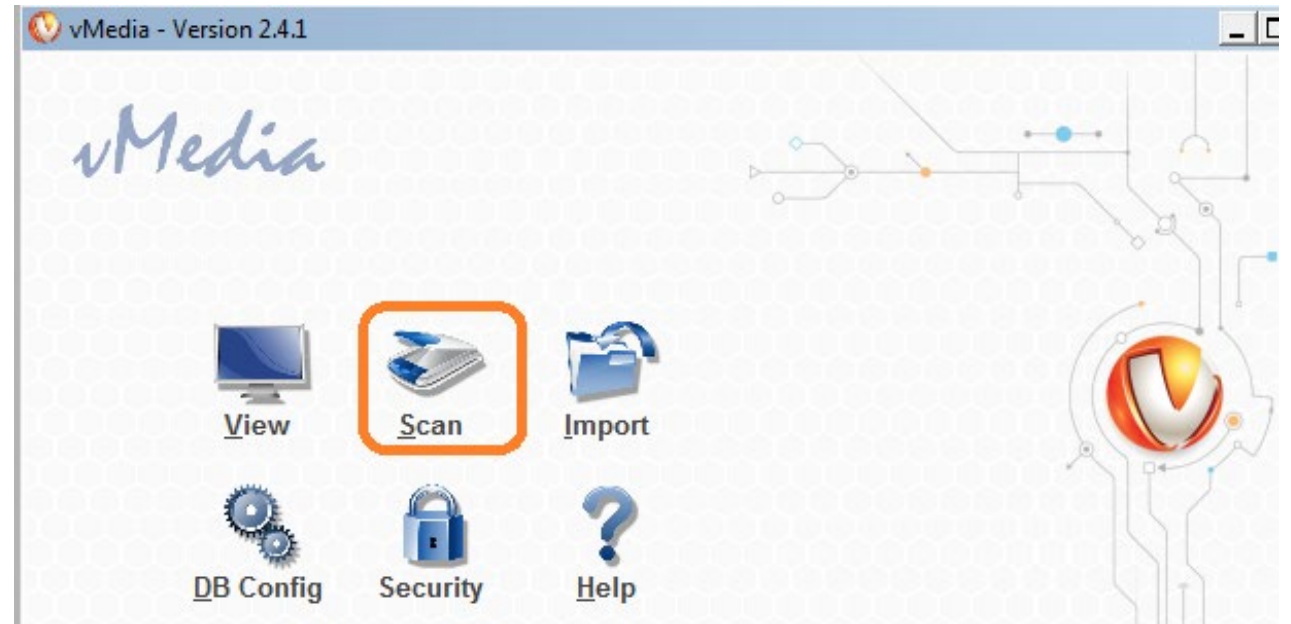 vMedia - Version 2.4.1
vMedia
View Scan Import
DB Config Security Help